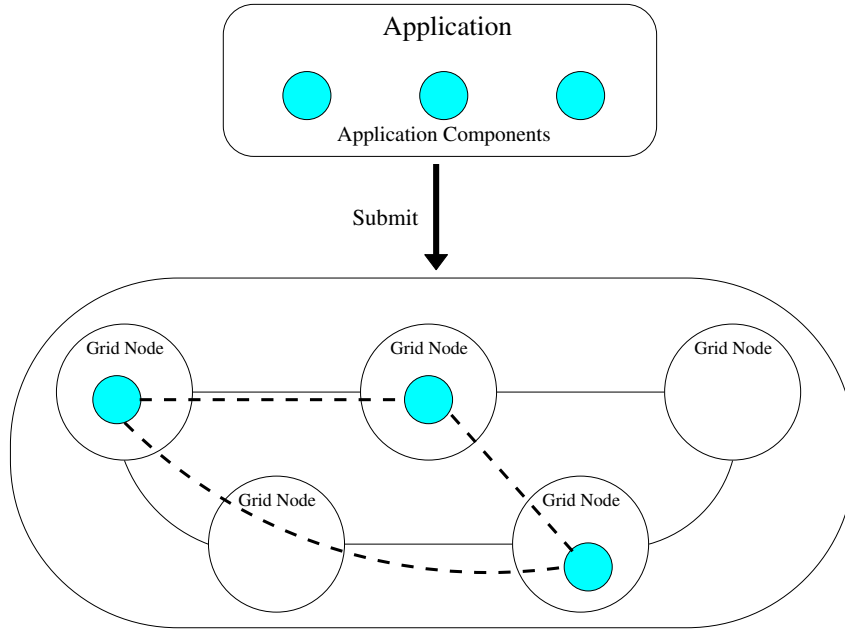 Application
Application Components
Submit
Grid Node
Grid Node
Grid Node
Grid Node
Grid Node